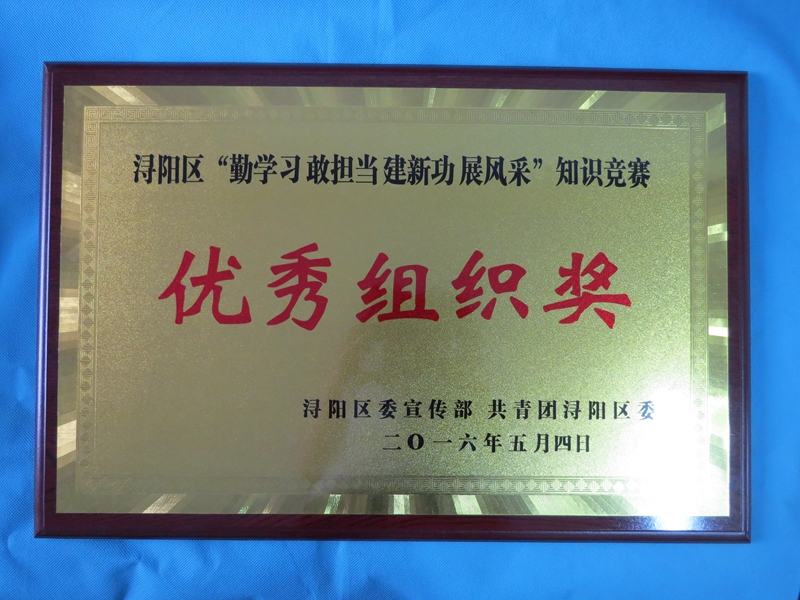 浔阳区“勤学习 敢担当 建新功 展风采”知识竞赛
优秀组织奖
浔阳区委宣传部 共青团浔阳区委
二〇一六年五月四日